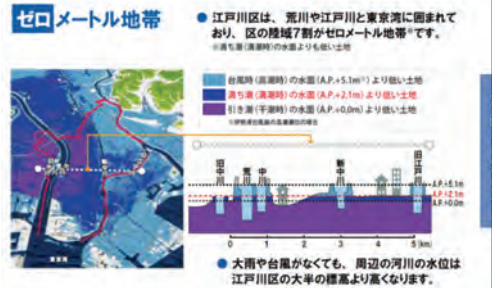 ゼロメートル地帯
● 江戸川区は、荒川や江戸川と東京湾に囲まれて
おり、区の陸域7割がゼロメートル地帯※です。
※満ち潮（満潮時）の水面よりも低い土地
台風時（高潮時）の水面（A.P.+5.1m※）より低い土地
満ち潮（満潮時）の水面（A.P.+2.1m）より低い土地
引き潮（干潮時）の水面（A.P.+0.0m）より低い土地
旧中川
荒川
中川
新中川
旧江戸川
A.P.+5.1m
A.P.+2.1m
A.P.+0.0m
0 1 2 3 4 5(km)
東京湾
● 大雨や台風がなくても、周辺の河川の水位は
江戸川区の大半の標高より高くなります。